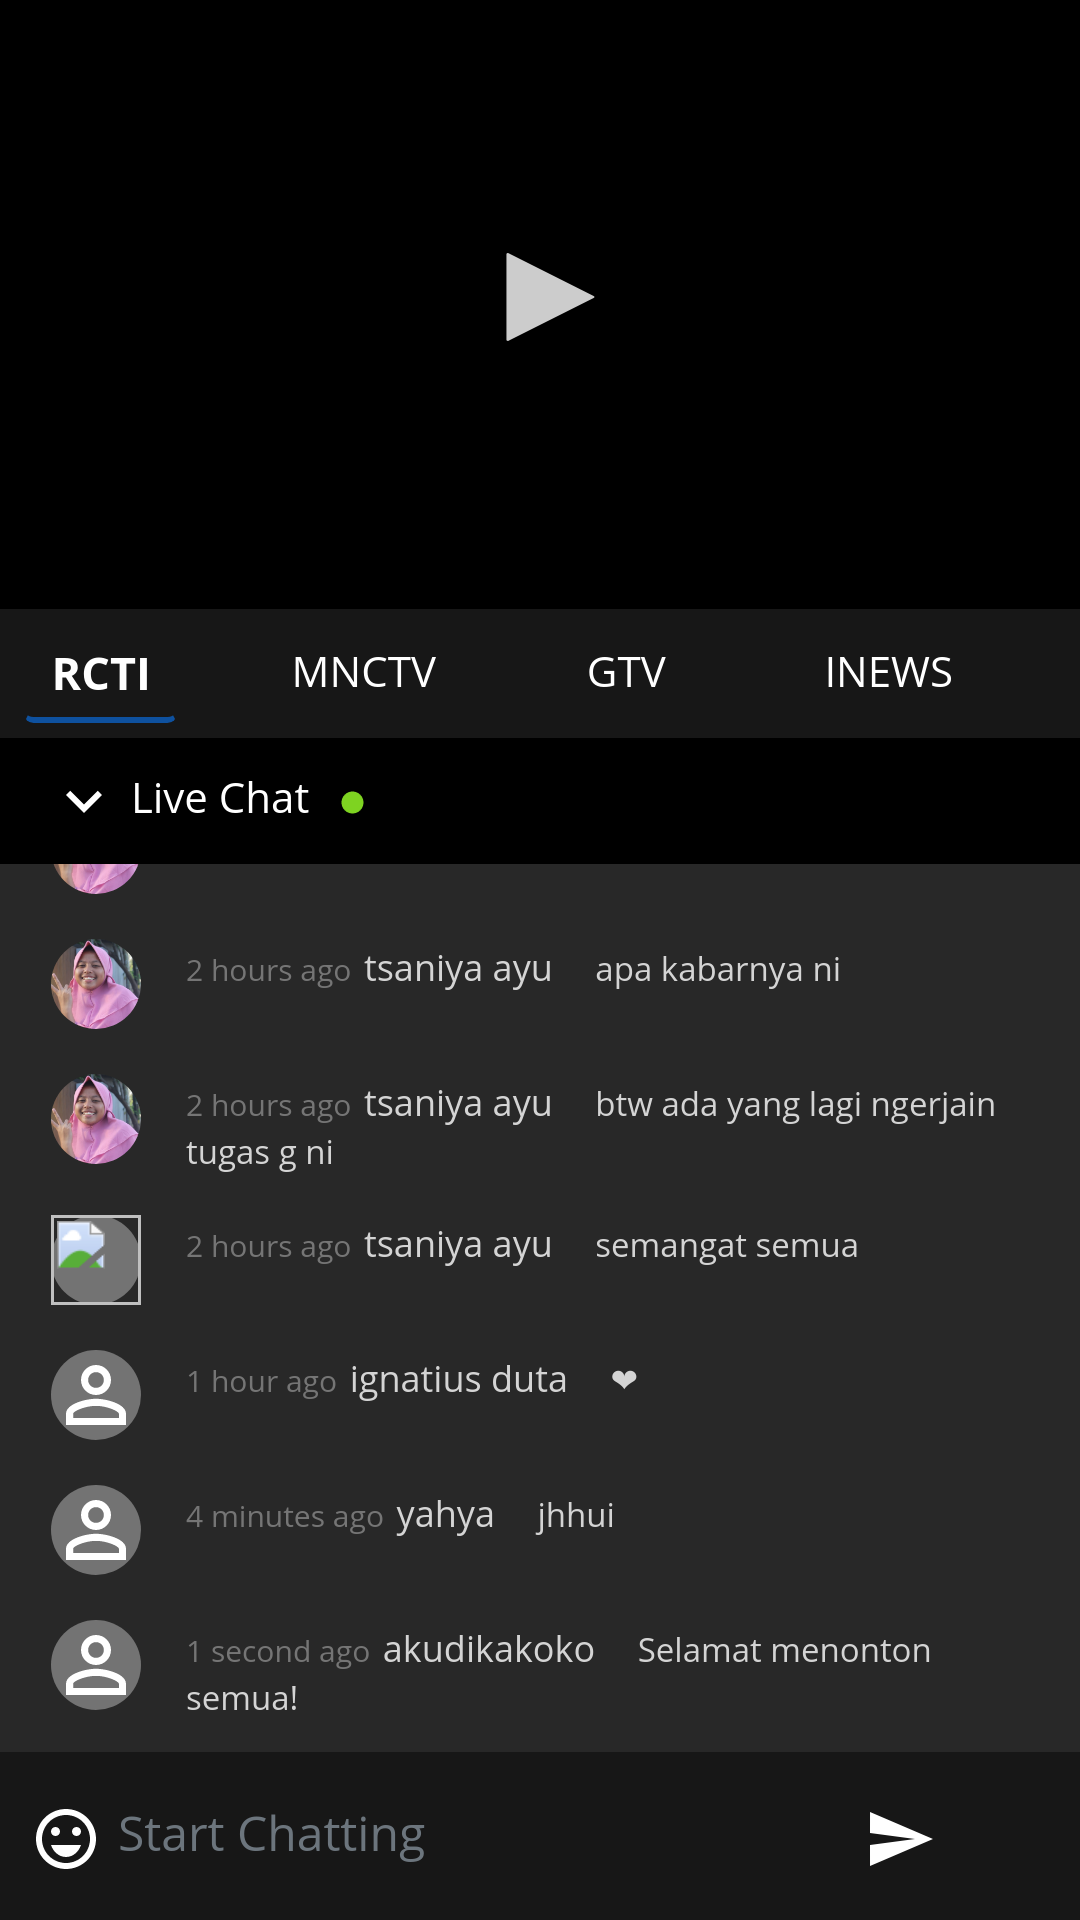 RCTI MNCTV GTV INEWS
Live Chat
2 hours ago tsaniya ayu apa kabarnya ni
2 hours ago tsaniya ayu btw ada yang lagi ngerjain
tugas g ni
2 hours ago tsaniya ayu semangat semua
1 hour ago ignatius duta ❤
4 minutes ago yahya jhhui
1 second ago akudikakoko Selamat menonton
semua!
Start Chatting